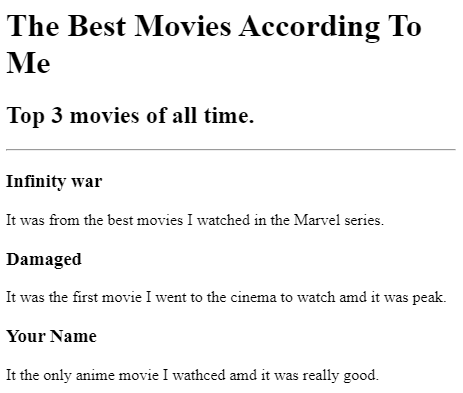 The Best Movies According To
Me
Top 3 movies of all time.
Infinity war
It was from the best movies I watched in the Marvel series.
Damaged
It was the first movie I went to the cinema to watch amd it was peak.
Your Name
It the only anime movie I wathced amd it was really good.